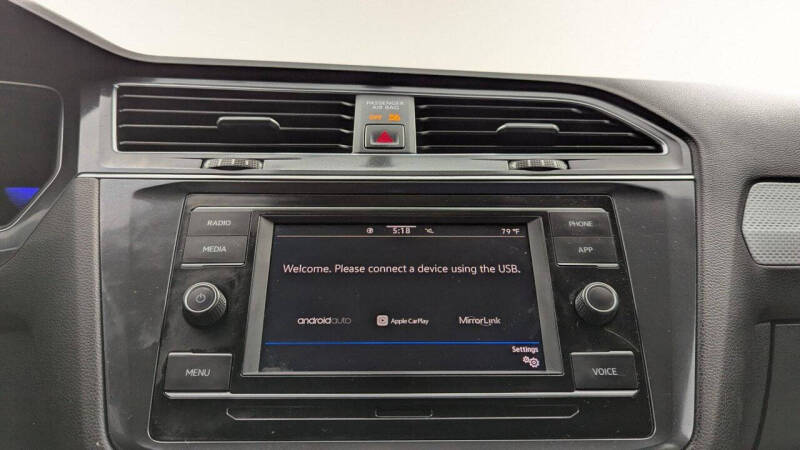 PASSENGER
AIR BAG
OFF
RADIO
MEDIA
MENU
5:18
79 °F
Welcome. Please connect a device using the USB.
androidauto
Apple CarPlay
MirrorLink
Settings
PHONE
APP
VOICE